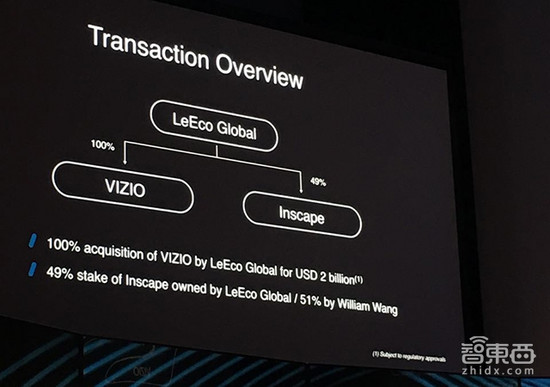 Transaction Overview
LeEco Global
100%
49%
VIZIO
Inscape
100% acquisition of VIZIO by LeEco Global for USD 2 billion(1)
49% stake of Inscape owned by LeEco Global / 51% by William Wang
(1) Subject to regulatory approvals
智東西
zhidx.com